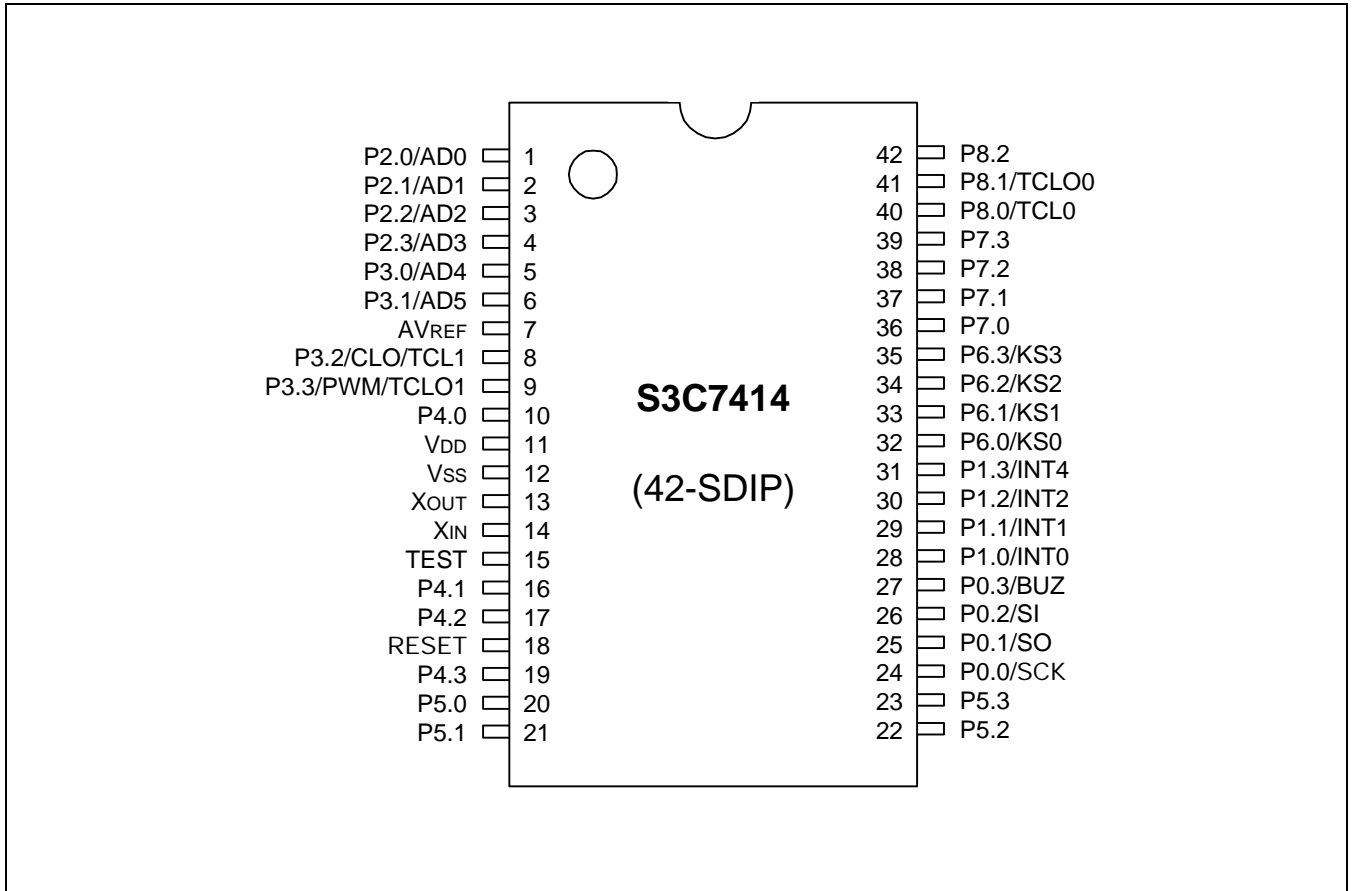 P2.0/AD0 1
P2.1/AD1 2
P2.2/AD2 3
P2.3/AD3 4
P3.0/AD4 5
P3.1/AD5 6
AVREF 7
P3.2/CLO/TCL1 8
P3.3/PWM/TCLO1 9
P4.0 10
VDD 11
VSS 12
XOUT 13
XIN 14
TEST 15
P4.1 16
P4.2 17
RESET 18
P4.3 19
P5.0 20
P5.1 21
S3C7414
(42-SDIP)
42 P8.2
41 P8.1/TCLO0
40 P8.0/TCL0
39 P7.3
38 P7.2
37 P7.1
36 P7.0
35 P6.3/KS3
34 P6.2/KS2
33 P6.1/KS1
32 P6.0/KS0
31 P1.3/INT4
30 P1.2/INT2
29 P1.1/INT1
28 P1.0/INT0
27 P0.3/BUZ
26 P0.2/SI
25 P0.1/SO
24 P0.0/SCK
23 P5.3
22 P5.2